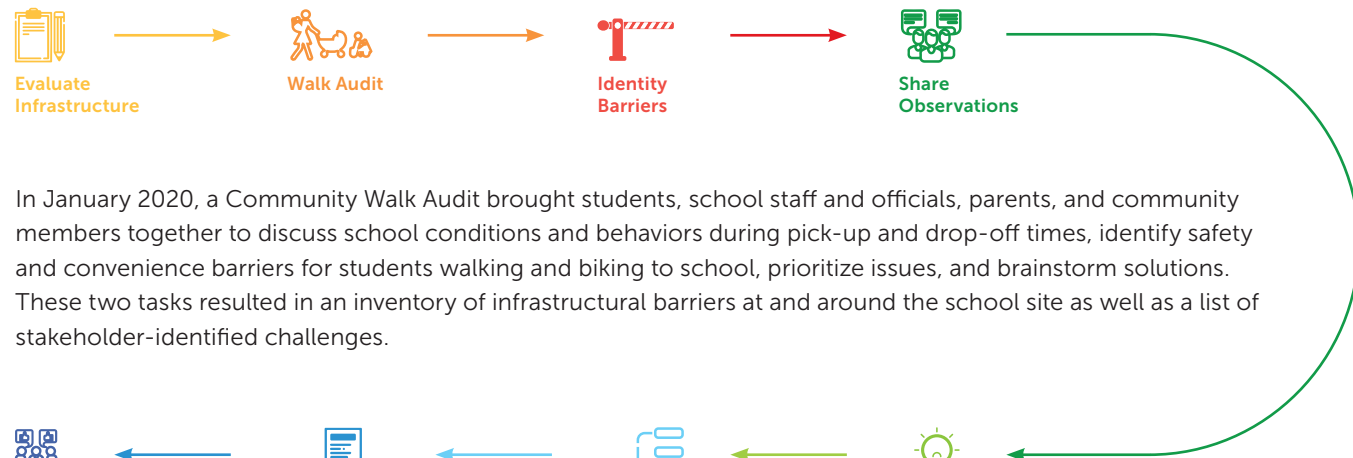 Evaluate
Infrastructure
Walk Audit
Identity
Barriers
Share
Observations
In January 2020, a Community Walk Audit brought students, school staff and officials, parents, and community
members together to discuss school conditions and behaviors during pick-up and drop-off times, identify safety
and convenience barriers for students walking and biking to school, prioritize issues, and brainstorm solutions.
These two tasks resulted in an inventory of infrastructural barriers at and around the school site as well as a list of
stakeholder-identified challenges.